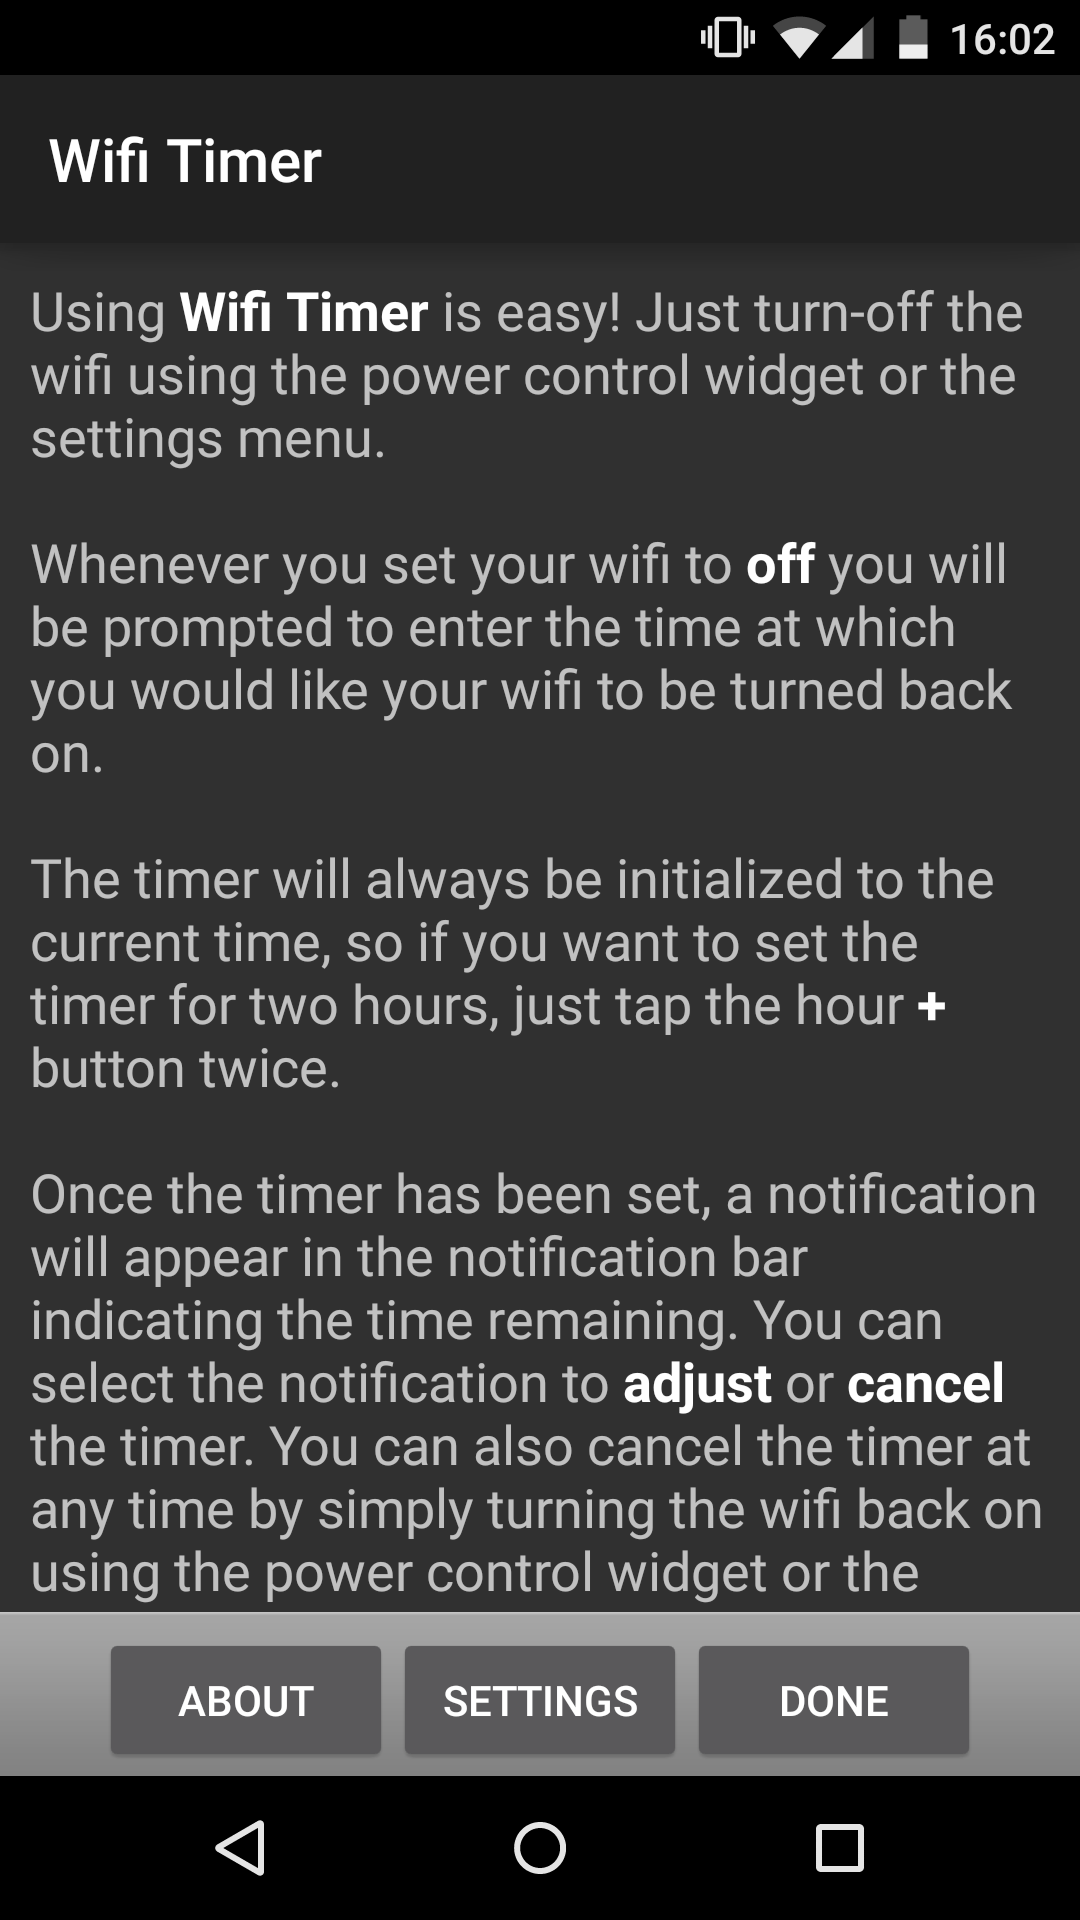 16:02
Wifi Timer
Using Wifi Timer is easy! Just turn-off the
wifi using the power control widget or the
settings menu.
Whenever you set your wifi to off you will
be prompted to enter the time at which
you would like your wifi to be turned back
on.
The timer will always be initialized to the
current time, so if you want to set the
timer for two hours, just tap the hour +
button twice.
Once the timer has been set, a notification
will appear in the notification bar
indicating the time remaining. You can
select the notification to adjust or cancel
the timer. You can also cancel the timer at
any time by simply turning the wifi back on
using the power control widget or the
ABOUT SETTINGS DONE